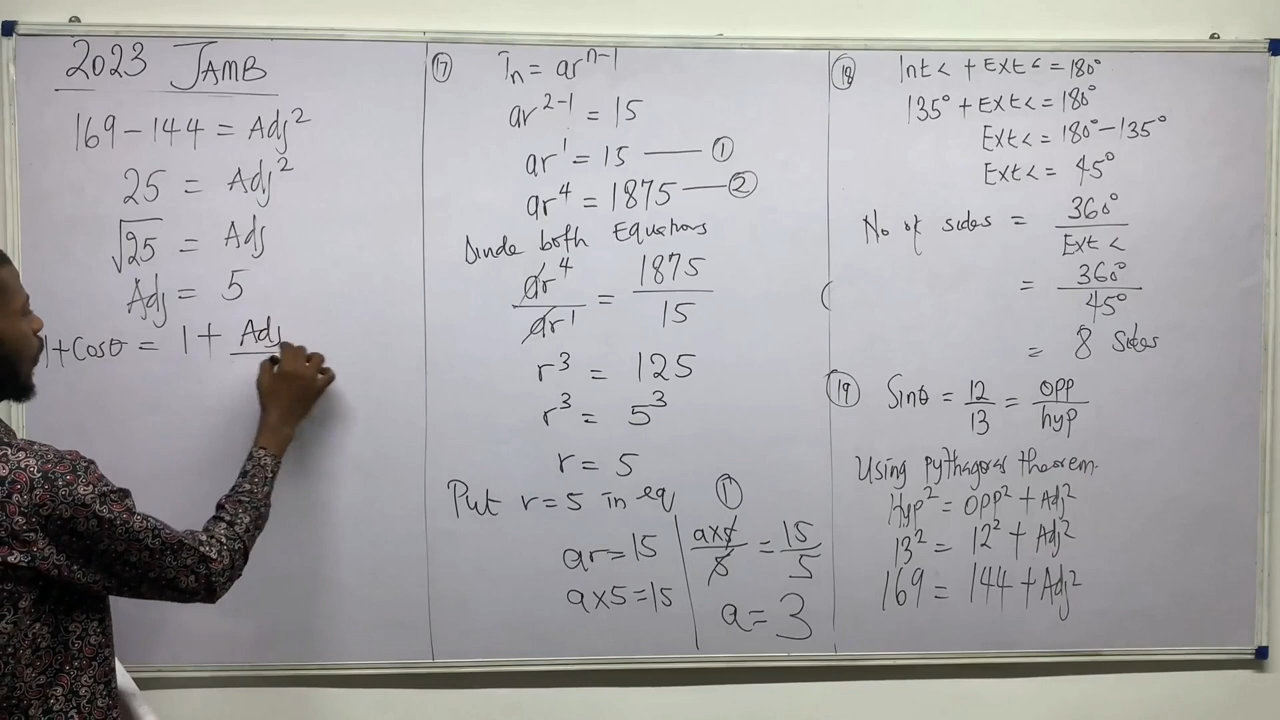 2023 JAMB
169 − 144 = Adj²
25 = Adj²
√25 = Adj
Adj = 5
1 + Cosθ = 1 + Adj
17 Tn = ar^(n−1)
ar^(2−1) = 15
ar¹ = 15 —— ①
ar⁴ = 1875 —— ②
Divide both Equations
ar⁴/ar¹ = 1875/15
r³ = 125
r³ = 5³
r = 5
Put r = 5 in eq ①
ar = 15
a × 5 = 15
a×5/5 = 15/5
a = 3
18 Int < + Ext < = 180°
135° + Ext < = 180°
Ext < = 180° − 135°
Ext < = 45°
No of sides = 360°/Ext <
= 360°/45°
= 8 Sides
19 Sinθ = 12/13 = opp/hyp
Using Pythagoras theorem.
Hyp² = opp² + Adj²
13² = 12² + Adj²
169 = 144 + Adj²